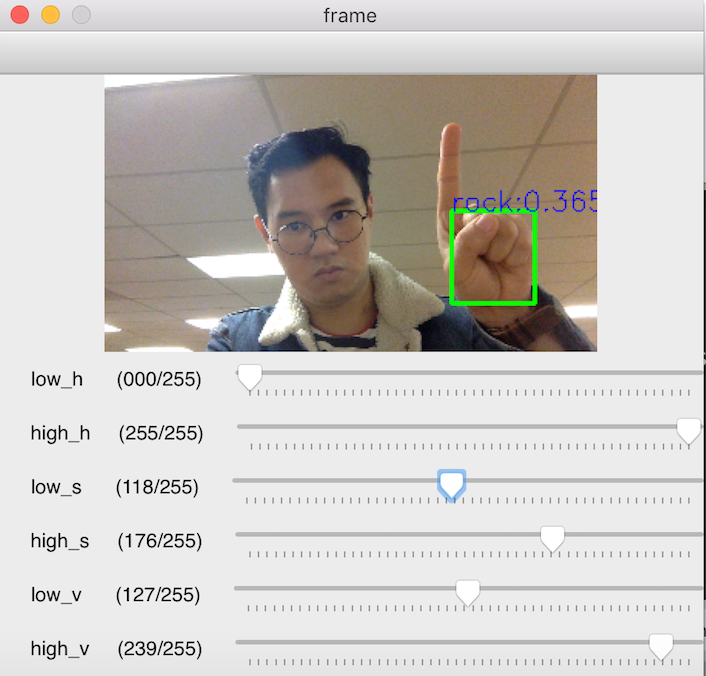 frame
rock:0.365
low_h (000/255)
high_h (255/255)
low_s (118/255)
high_s (176/255)
low_v (127/255)
high_v (239/255)